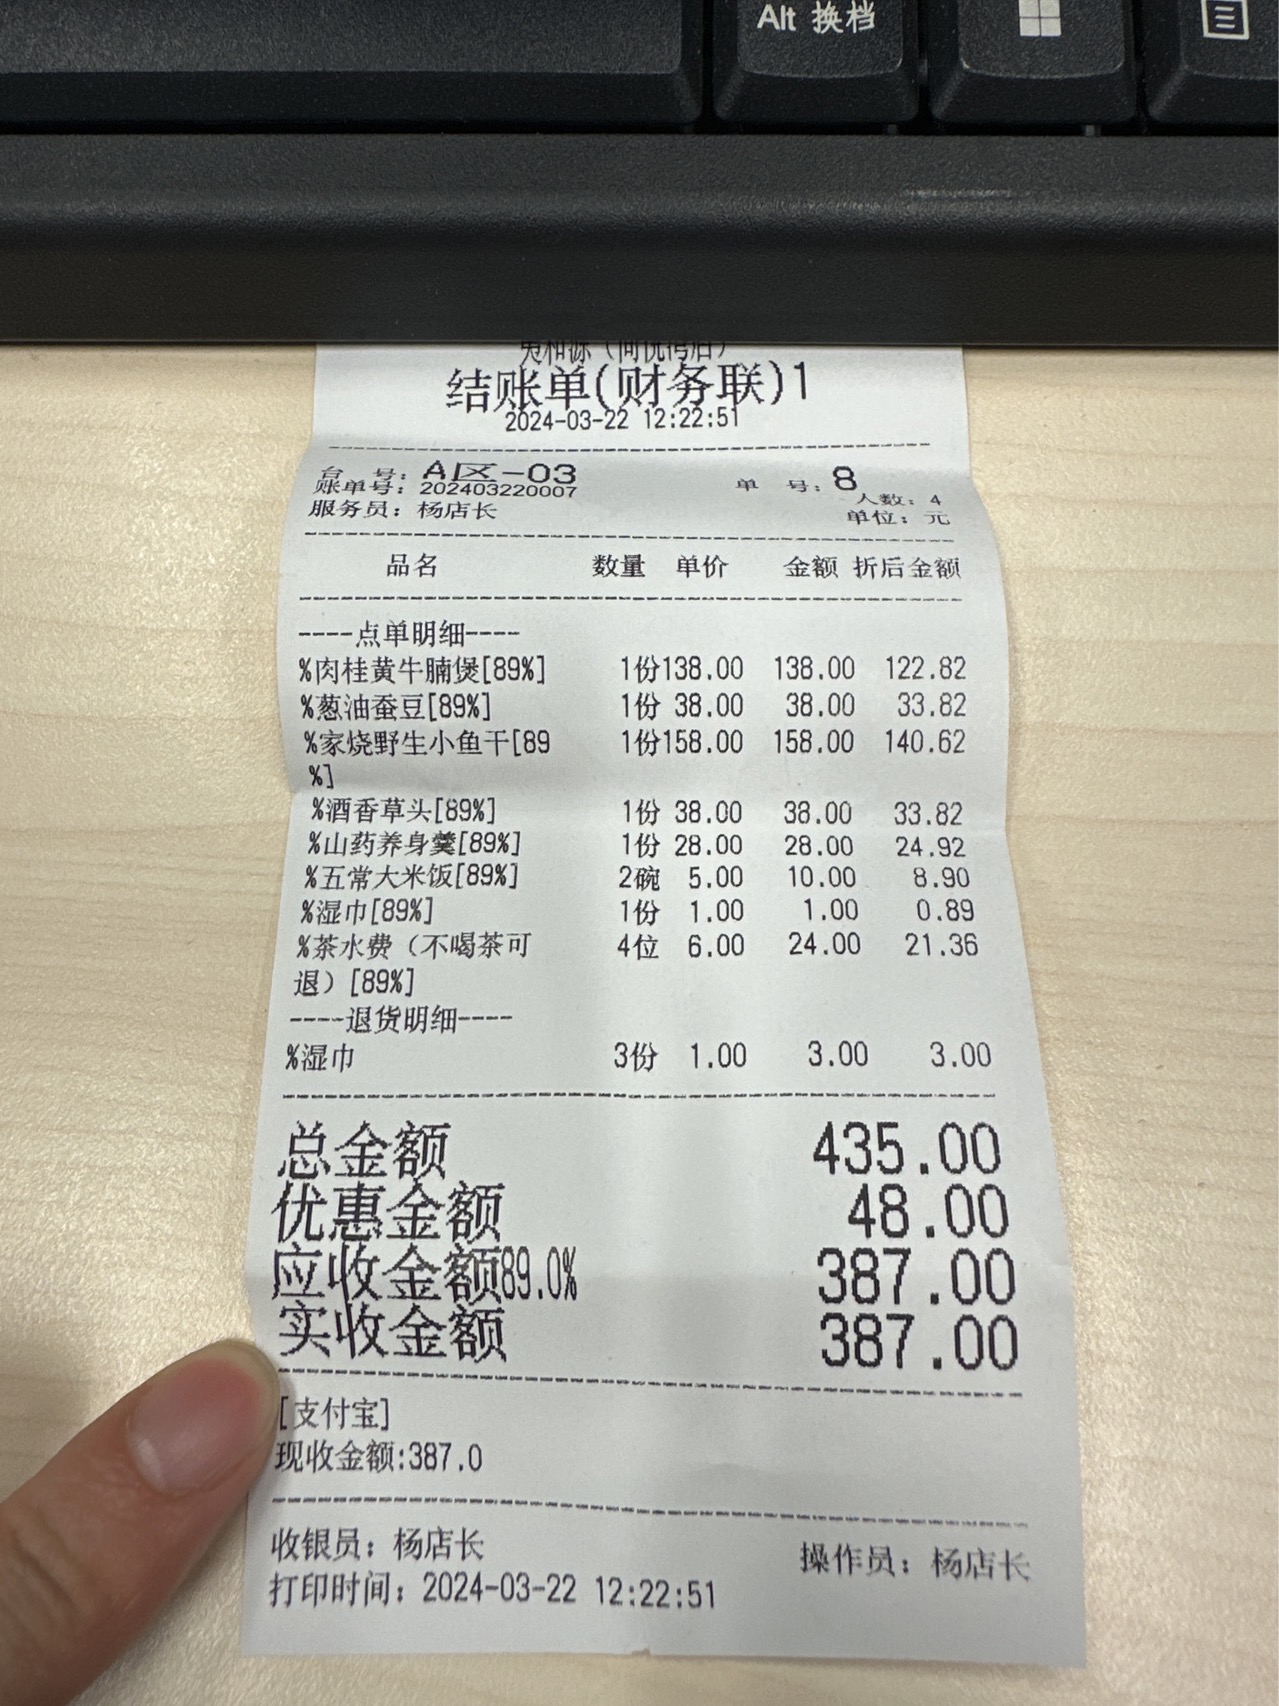 Alt 换档
结账单(财务联)1
2024-03-22 12:22:51
台 号: A区-03 单 号: 8
账单号: 202403220007 人数: 4
服务员: 杨店长 单位: 元
品名 数量 单价 金额 折后金额
----点单明细----
%肉桂黄牛腩煲[89%] 1份138.00 138.00 122.82
%葱油蚕豆[89%] 1份 38.00 38.00 33.82
%家烧野生小鱼干[89 1份158.00 158.00 140.62
%]
%酒香草头[89%] 1份 38.00 38.00 33.82
%山药养身羹[89%] 1份 28.00 28.00 24.92
%五常大米饭[89%] 2碗 5.00 10.00 8.90
%湿巾[89%] 1份 1.00 1.00 0.89
%茶水费（不喝茶可 4位 6.00 24.00 21.36
退）[89%]
----退货明细----
%湿巾 3份 1.00 3.00 3.00
总金额 435.00
优惠金额 48.00
应收金额89.0% 387.00
实收金额 387.00
[支付宝]
现收金额:387.0
收银员: 杨店长 操作员: 杨店长
打印时间: 2024-03-22 12:22:51